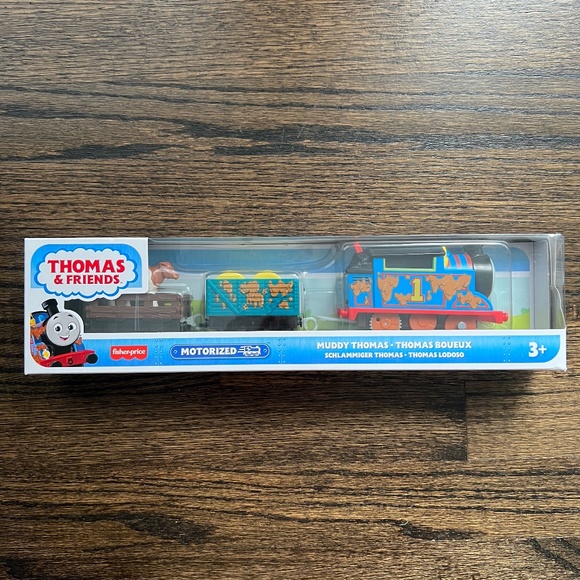 THOMAS
& FRIENDS
1
fisher-price
MOTORIZED
MUDDY THOMAS • THOMAS BOUEUX
SCHLAMMIGER THOMAS • THOMAS LODOSO
3+